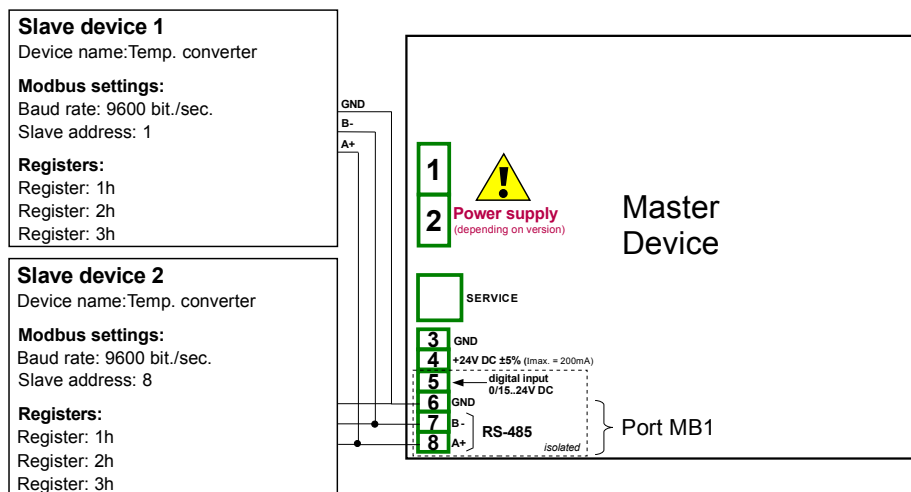 Slave device 1
Device name:Temp. converter
Modbus settings:
Baud rate: 9600 bit./sec.
Slave address: 1
Registers:
Register: 1h
Register: 2h
Register: 3h
Slave device 2
Device name:Temp. converter
Modbus settings:
Baud rate: 9600 bit./sec.
Slave address: 8
Registers:
Register: 1h
Register: 2h
Register: 3h
GND
B-
A+
1
2
Power supply
(depending on version)
Master
Device
SERVICE
3 GND
4 +24V DC ±5% (Imax. = 200mA)
5 digital input
0/15..24V DC
6 GND
7 B-
8 A+
RS-485
isolated
Port MB1